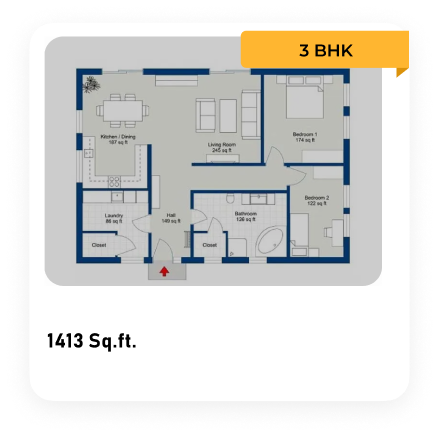 3 BHK
Bedroom 1
174 sq ft
Kitchen / Dining
187 sq ft
Living Room
245 sq ft
Bedroom 2
122 sq ft
Laundry
86 sq ft
Hall
149 sq ft
Bathroom
126 sq ft
Closet
Closet
1413 Sq.ft.